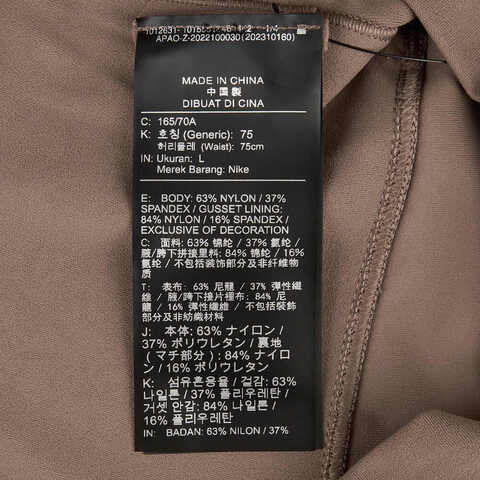 APAO-Z-2022100030 (202310160)
MADE IN CHINA
中国製
DIBUAT DI CINA
C: 165/70A
K: 호칭 (Generic): 75
허리둘레 (Waist): 75cm
IN: Ukuran: L
Merek Barang: Nike
E: BODY: 63% NYLON / 37%
SPANDEX / GUSSET LINING:
84% NYLON / 16% SPANDEX /
EXCLUSIVE OF DECORATION
C: 面料: 63% 锦纶 / 37% 氨纶 /
腋/跨下拼接里料: 84% 锦纶 / 16%
氨纶 / 不包括装饰部分及非纤维物
质
T: 表布: 63% 尼龍 / 37% 彈性纖
維 / 腋/跨下接片裡布: 84% 尼
龍 / 16% 彈性纖維 / 不包括裝飾
部分及非紡織材料
J: 本体: 63% ナイロン /
37% ポリウレタン / 裏地
(マチ部分) : 84% ナイロ
ン / 16% ポリウレタン
K: 섬유혼용율 / 겉감: 63%
나일론 / 37% 폴리우레탄 /
거셋 안감: 84% 나일론 /
16% 폴리우레탄
IN: BADAN: 63% NILON / 37%